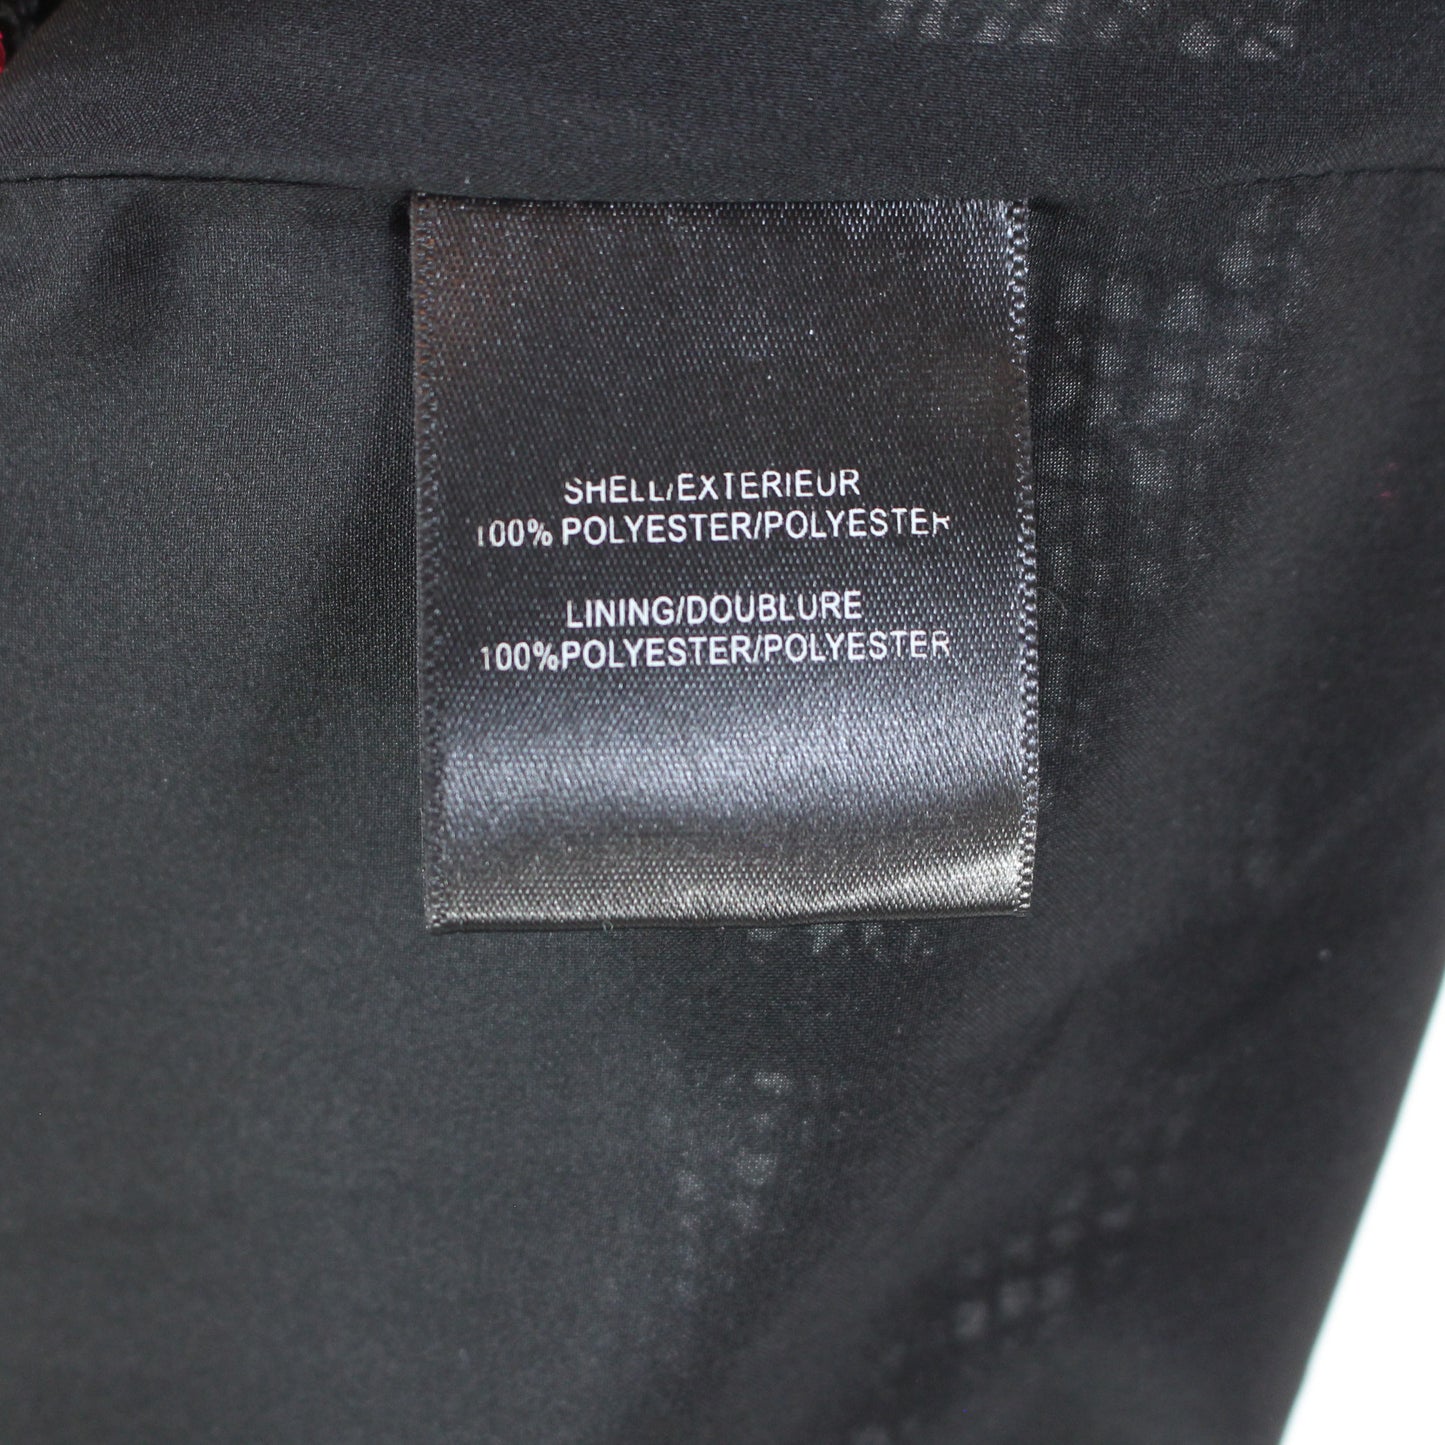 SHELL/EXTERIEUR
100% POLYESTER/POLYESTER
LINING/DOUBLURE
100%POLYESTER/POLYESTER